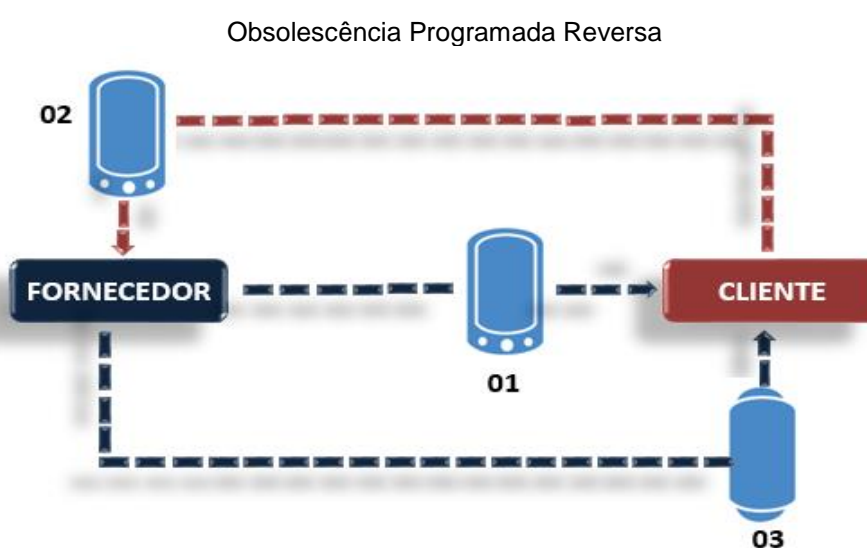 Obsolescência Programada Reversa
02
FORNECEDOR
CLIENTE
01
03